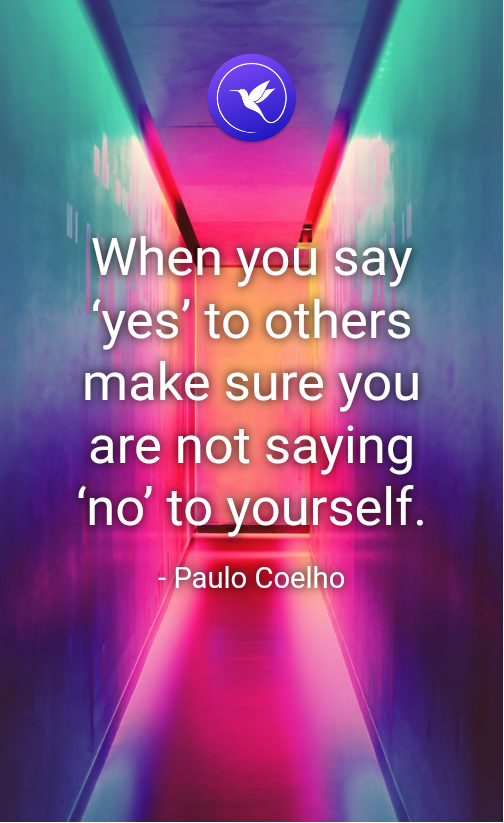 When you say
‘yes’ to others
make sure you
are not saying
‘no’ to yourself.
- Paulo Coelho